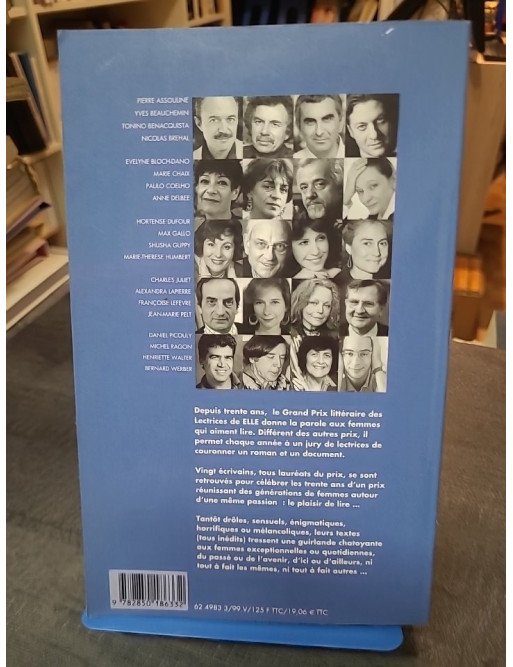 PIERRE ASSOULINE
YVES BEAUCHEMIN
TONINO BENACQUISTA
NICOLAS BREHAL
EVELYNE BLOCH-DANO
MARIE CHAIX
PAULO COELHO
ANNE DELBEE
HORTENSE DUFOUR
MAX GALLO
SHUSHA GUPPY
MARIE-THERESE HUMBERT
CHARLES JULIET
ALEXANDRA LAPIERRE
FRANÇOISE LEFEVRE
JEAN-MARIE PELT
DANIEL PICOULY
MICHEL RAGON
HENRIETTE WALTER
BERNARD WERBER
Depuis trente ans, le Grand Prix littéraire des
Lectrices de ELLE donne la parole aux femmes
qui aiment lire. Différent des autres prix, il
permet chaque année à un jury de lectrices de
couronner un roman et un document.
Vingt écrivains, tous lauréats du prix, se sont
retrouvés pour célébrer les trente ans d'un prix
réunissant des générations de femmes autour
d'une même passion : le plaisir de lire ...
Tantôt drôles, sensuels, énigmatiques,
horrifiques ou mélancoliques, leurs textes
(tous inédits) tressent une guirlande chatoyante
aux femmes exceptionnelles ou quotidiennes,
du passé ou de l'avenir, d'ici ou d'ailleurs, ni
tout à fait les mêmes, ni tout à fait autres ...
9 782850 186332
62 4983 3/99 V/125 F TTC/19,06 € TTC